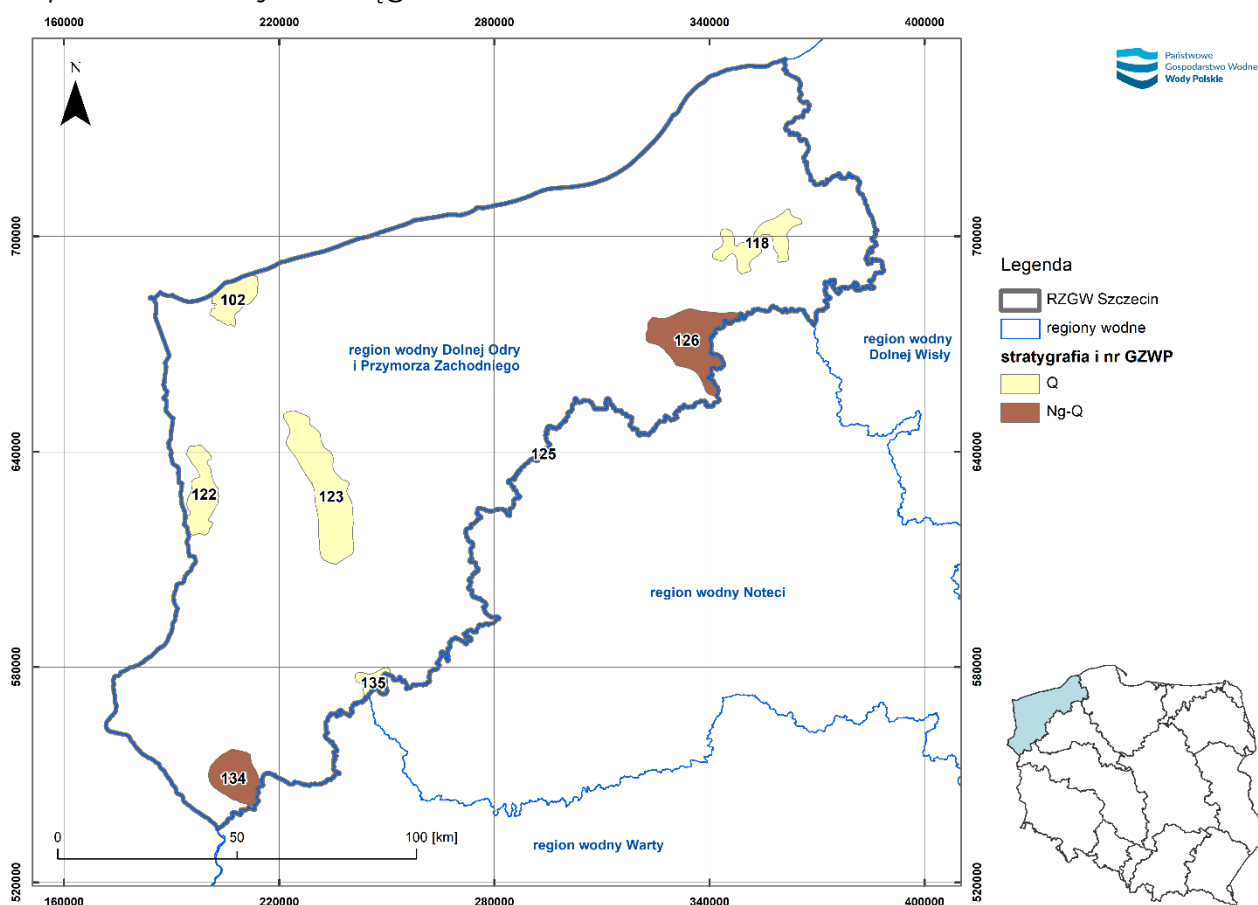 160000 220000 280000 340000 400000
N
Państwowe
Gospodarstwo Wodne
Wody Polskie
700000
640000
580000
520000
118
102
126
region wodny Dolnej Odry
i Przymorza Zachodniego
region wodny
Dolnej Wisły
125
122
123
region wodny Noteci
135
134
0 50 100 [km]
region wodny Warty
700000
640000
580000
520000
160000 220000 280000 340000 400000
Legenda
RZGW Szczecin
regiony wodne
stratygrafia i nr GZWP
Q
Ng-Q